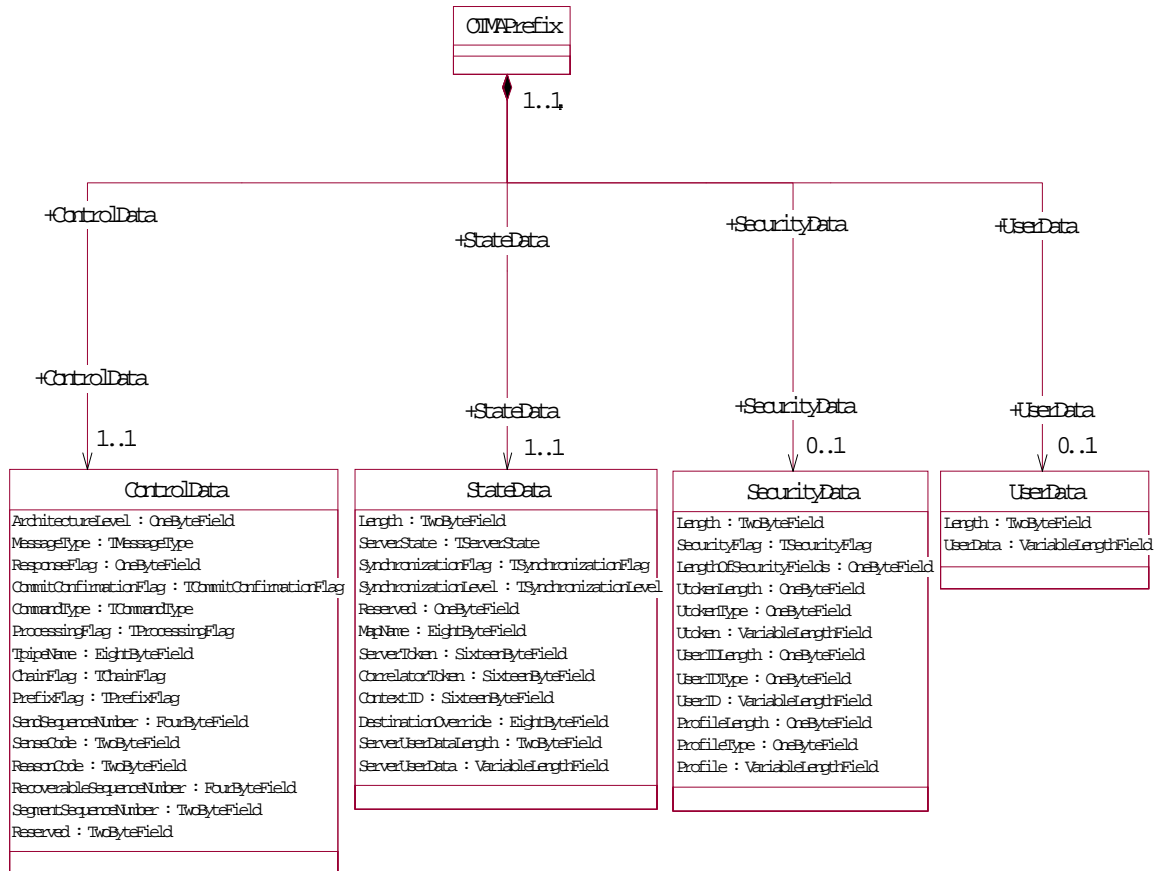 OTMAPrefix
1..1
+ControlData
+StateData
+SecurityData
+UserData
+ControlData
+StateData
+SecurityData
+UserData
1..1
1..1
0..1
0..1
ControlData
ArchitectureLevel : OneByteField
MessageType : TMessageType
ResponseFlag : OneByteField
CommitConfirmationFlag : TCommitConfirmationFlag
CommandType : TCommandType
ProcessingFlag : TProcessingFlag
TpipeName : EightByteField
ChainFlag : TChainFlag
PrefixFlag : TPrefixFlag
SendSequenceNumber : FourByteField
SenseCode : TwoByteField
ReasonCode : TwoByteField
RecoverableSequenceNumber : FourByteField
SegmentSequenceNumber : TwoByteField
Reserved : TwoByteField
StateData
Length : TwoByteField
ServerState : TServerState
SynchronizationFlag : TSynchronizationFlag
SynchronizationLevel : TSynchronizationLevel
Reserved : OneByteField
MapName : EightByteField
ServerToken : SixteenByteField
CorrelatorToken : SixteenByteField
ContextID : SixteenByteField
DestinationOverride : EightByteField
ServerUserDataLength : TwoByteField
ServerUserData : VariableLengthField
SecurityData
Length : TwoByteField
SecurityFlag : TSecurityFlag
LengthOfSecurityFields : OneByteField
UtokenLength : OneByteField
UtokenType : OneByteField
Utoken : VariableLengthField
UserIDLength : OneByteField
UserIDType : OneByteField
UserID : VariableLengthField
ProfileLength : OneByteField
ProfileType : OneByteField
Profile : VariableLengthField
UserData
Length : TwoByteField
UserData : VariableLengthField